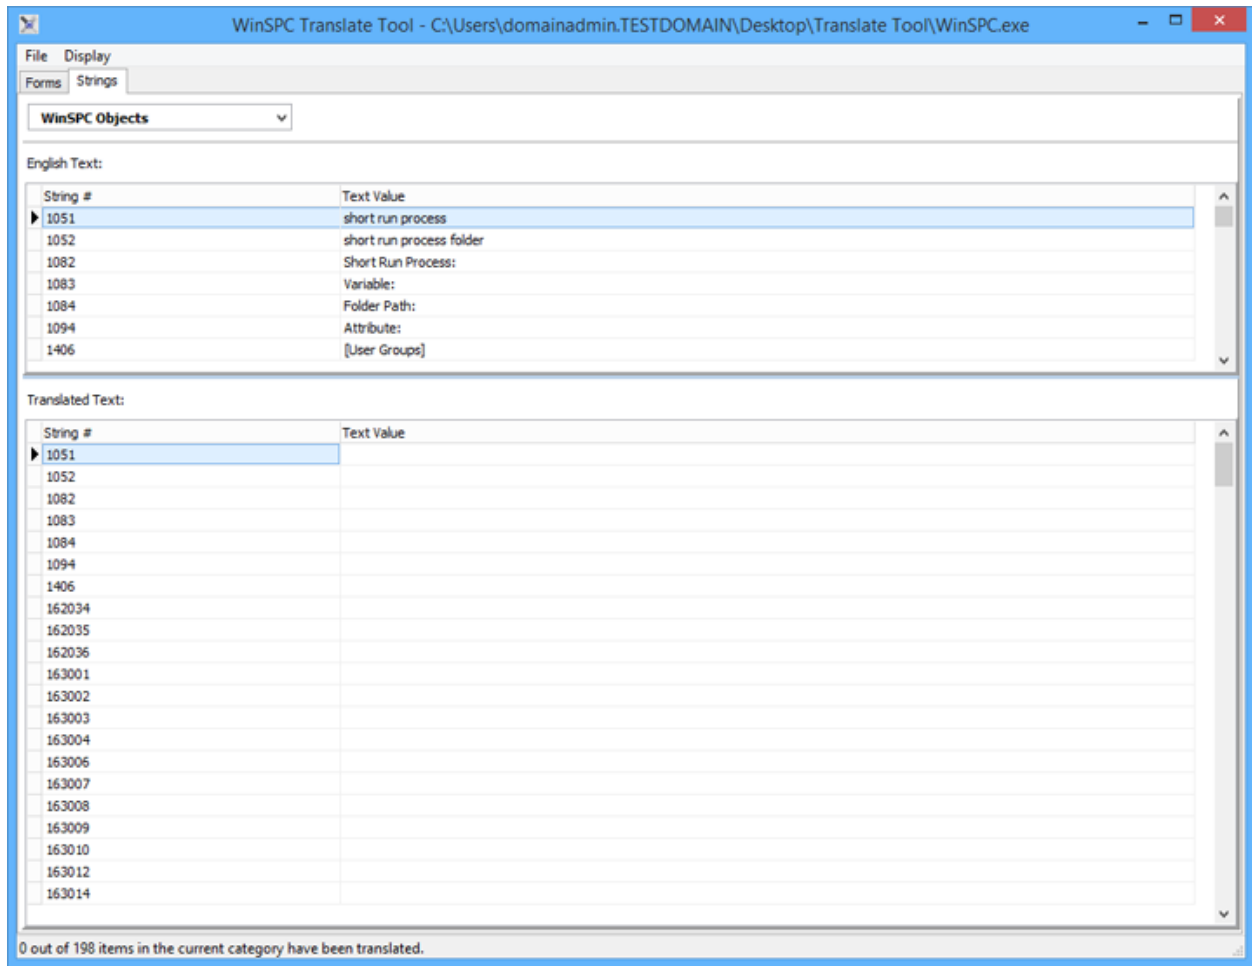 WinSPC Translate Tool - C:\Users\domainadmin.TESTDOMAIN\Desktop\Translate Tool\WinSPC.exe
File Display
Forms Strings
WinSPC Objects
English Text:
String # Text Value
1051 short run process
1052 short run process folder
1082 Short Run Process:
1083 Variable:
1084 Folder Path:
1094 Attribute:
1406 [User Groups]
Translated Text:
String # Text Value
1051
1052
1082
1083
1084
1094
1406
162034
162035
162036
163001
163002
163003
163004
163006
163007
163008
163009
163010
163012
163014
0 out of 198 items in the current category have been translated.